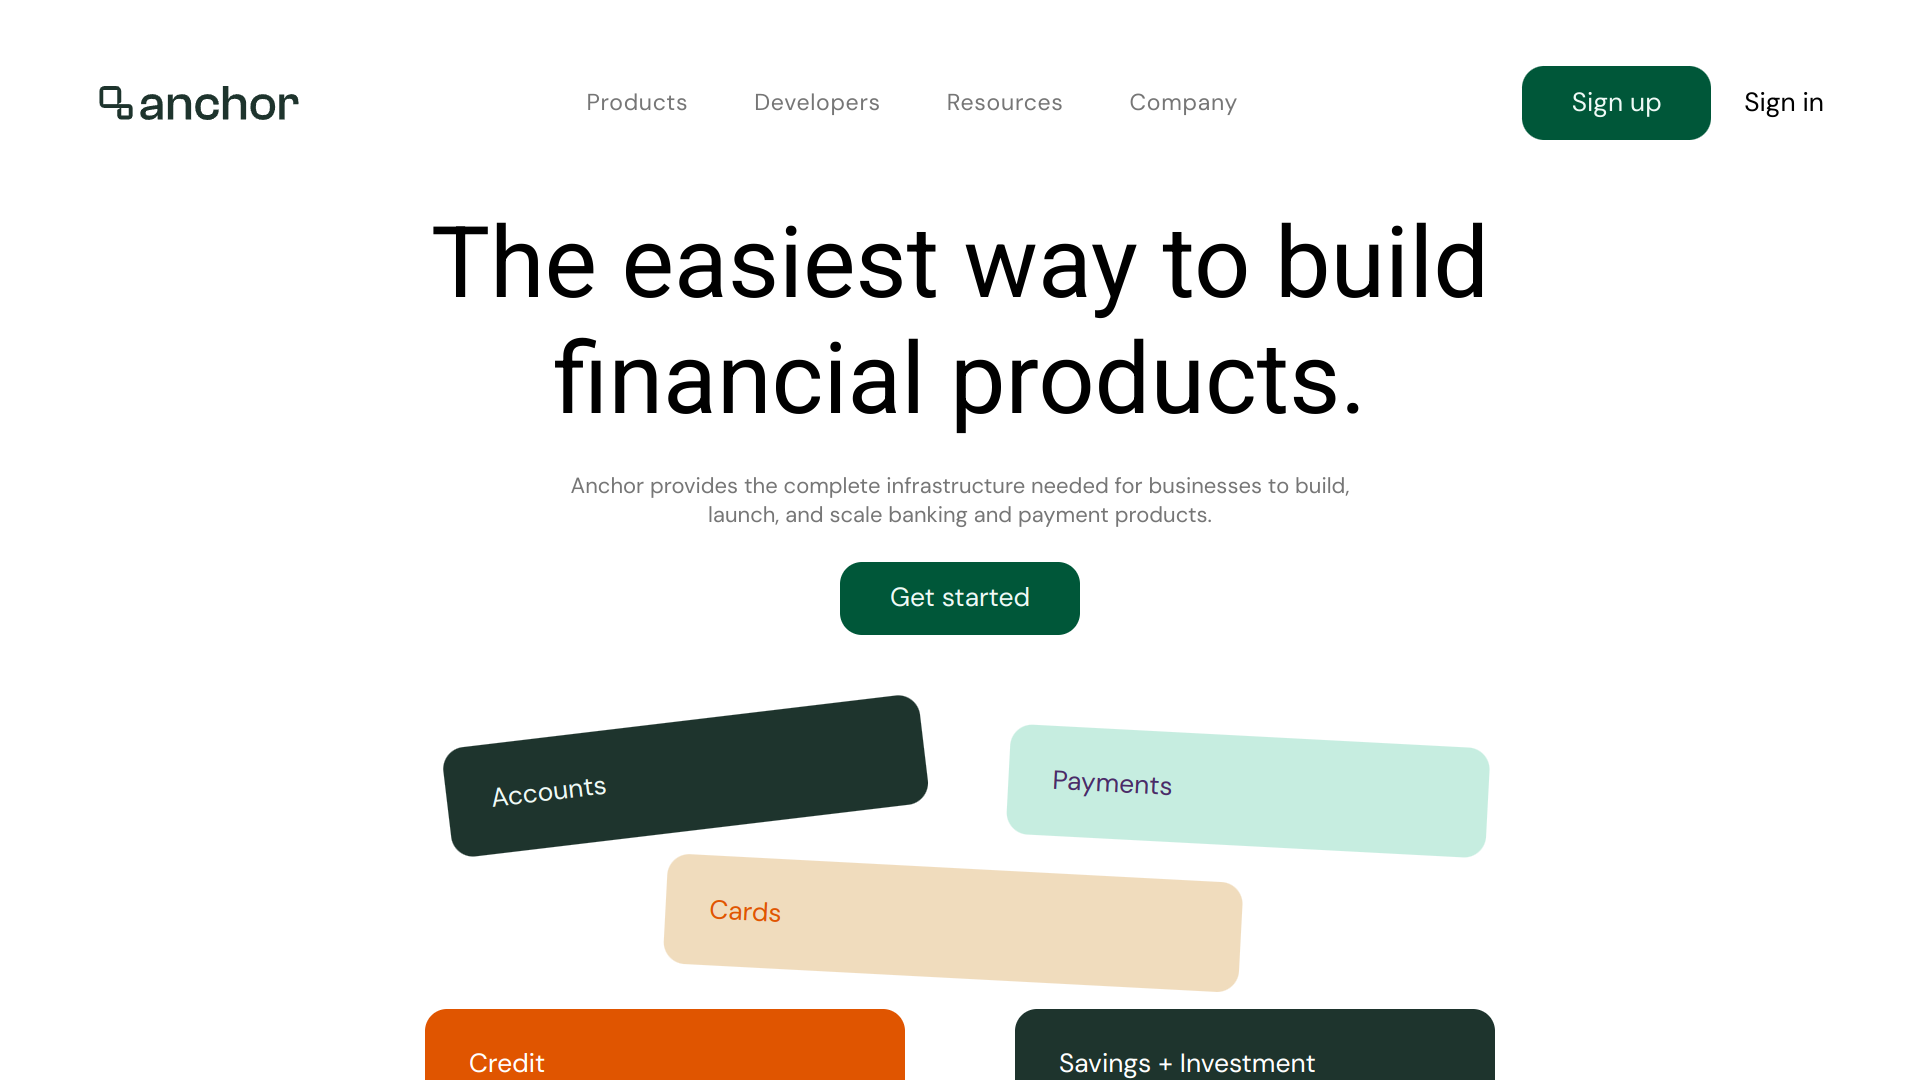 anchor
Products
Developers
Resources
Company
Sign up
Sign in
The easiest way to build
financial products.
Anchor provides the complete infrastructure needed for businesses to build,
launch, and scale banking and payment products.
Get started
Accounts
Payments
Cards
Credit
Savings + Investment